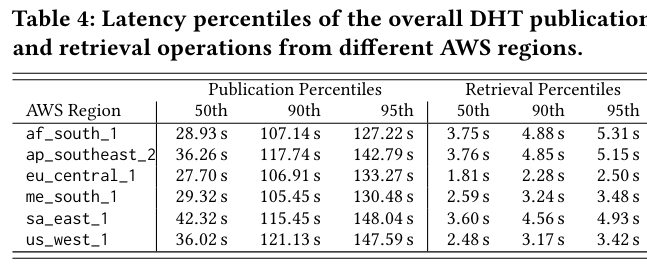 Table 4: Latency percentiles of the overall DHT publication
and retrieval operations from different AWS regions.
Publication Percentiles Retrieval Percentiles
AWS Region 50th 90th 95th 50th 90th 95th
af_south_1 28.93 s 107.14 s 127.22 s 3.75 s 4.88 s 5.31 s
ap_southeast_2 36.26 s 117.74 s 142.79 s 3.76 s 4.85 s 5.15 s
eu_central_1 27.70 s 106.91 s 133.27 s 1.81 s 2.28 s 2.50 s
me_south_1 29.32 s 105.45 s 130.48 s 2.59 s 3.24 s 3.48 s
sa_east_1 42.32 s 115.45 s 148.04 s 3.60 s 4.56 s 4.93 s
us_west_1 36.02 s 121.13 s 147.59 s 2.48 s 3.17 s 3.42 s